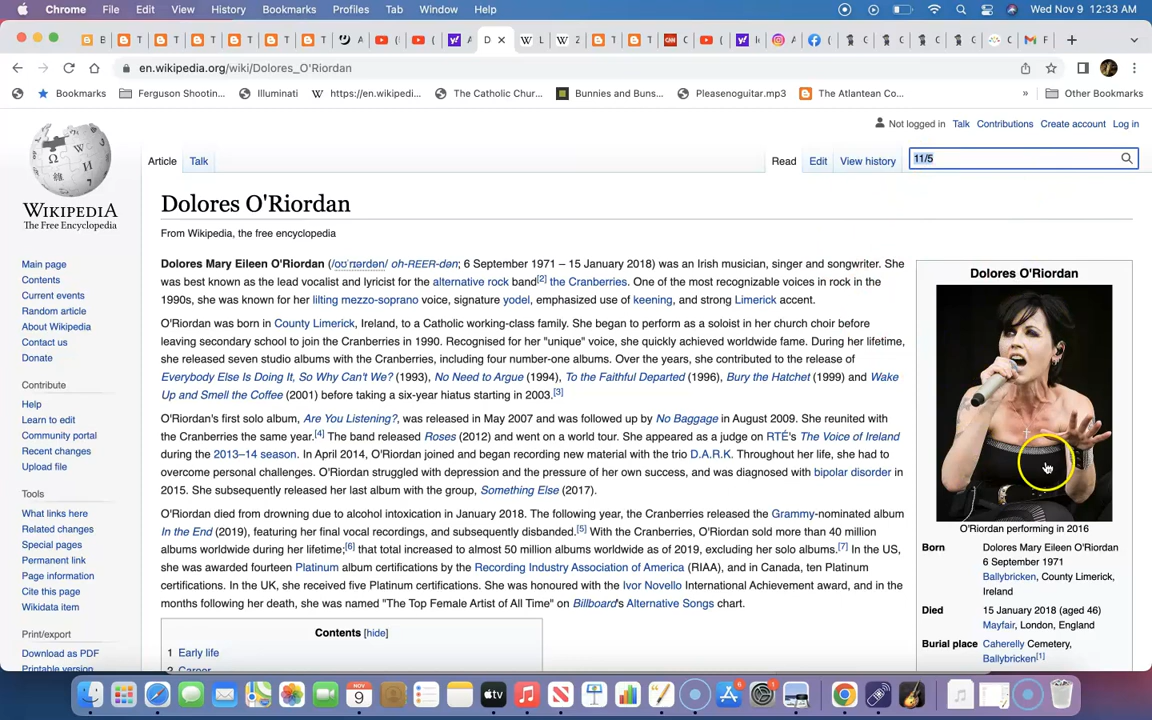 Chrome File Edit View History Bookmarks Profiles Tab Window Help Wed Nov 9 12:33 AM
en.wikipedia.org/wiki/Dolores_O'Riordan
Bookmarks Ferguson Shootin... Illuminati https://en.wikipedi... The Catholic Chur... Bunnies and Buns... Pleasenoguitar.mp3 The Atlantean Co... » Other Bookmarks
Not logged in Talk Contributions Create account Log in
Article Talk Read Edit View history 11/5
WIKIPEDIA
The Free Encyclopedia
Main page
Contents
Current events
Random article
About Wikipedia
Contact us
Donate
Contribute
Help
Learn to edit
Community portal
Recent changes
Upload file
Tools
What links here
Related changes
Special pages
Permanent link
Page information
Cite this page
Wikidata item
Print/export
Download as PDF
Printable version
Dolores O'Riordan
From Wikipedia, the free encyclopedia
Dolores Mary Eileen O'Riordan (/oʊˈrɪərdən/ oh-REER-dən; 6 September 1971 – 15 January 2018) was an Irish musician, singer and songwriter. She
was best known as the lead vocalist and lyricist for the alternative rock band[2] the Cranberries. One of the most recognizable voices in rock in the
1990s, she was known for her lilting mezzo-soprano voice, signature yodel, emphasized use of keening, and strong Limerick accent.
O'Riordan was born in County Limerick, Ireland, to a Catholic working-class family. She began to perform as a soloist in her church choir before
leaving secondary school to join the Cranberries in 1990. Recognised for her "unique" voice, she quickly achieved worldwide fame. During her lifetime,
she released seven studio albums with the Cranberries, including four number-one albums. Over the years, she contributed to the release of
Everybody Else Is Doing It, So Why Can't We? (1993), No Need to Argue (1994), To the Faithful Departed (1996), Bury the Hatchet (1999) and Wake
Up and Smell the Coffee (2001) before taking a six-year hiatus starting in 2003.[3]
O'Riordan's first solo album, Are You Listening?, was released in May 2007 and was followed up by No Baggage in August 2009. She reunited with
the Cranberries the same year.[4] The band released Roses (2012) and went on a world tour. She appeared as a judge on RTÉ's The Voice of Ireland
during the 2013–14 season. In April 2014, O'Riordan joined and began recording new material with the trio D.A.R.K. Throughout her life, she had to
overcome personal challenges. O'Riordan struggled with depression and the pressure of her own success, and was diagnosed with bipolar disorder in
2015. She subsequently released her last album with the group, Something Else (2017).
O'Riordan died from drowning due to alcohol intoxication in January 2018. The following year, the Cranberries released the Grammy-nominated album
In the End (2019), featuring her final vocal recordings, and subsequently disbanded.[5] With the Cranberries, O'Riordan sold more than 40 million
albums worldwide during her lifetime;[6] that total increased to almost 50 million albums worldwide as of 2019, excluding her solo albums.[7] In the US,
she was awarded fourteen Platinum album certifications by the Recording Industry Association of America (RIAA), and in Canada, ten Platinum
certifications. In the UK, she received five Platinum certifications. She was honoured with the Ivor Novello International Achievement award, and in the
months following her death, she was named "The Top Female Artist of All Time" on Billboard's Alternative Songs chart.
Contents [hide]
1 Early life
2 Career
Dolores O'Riordan
O'Riordan performing in 2016
Born Dolores Mary Eileen O'Riordan
6 September 1971
Ballybricken, County Limerick,
Ireland
Died 15 January 2018 (aged 46)
Mayfair, London, England
Burial place Caherelly Cemetery,
Ballybricken[1]